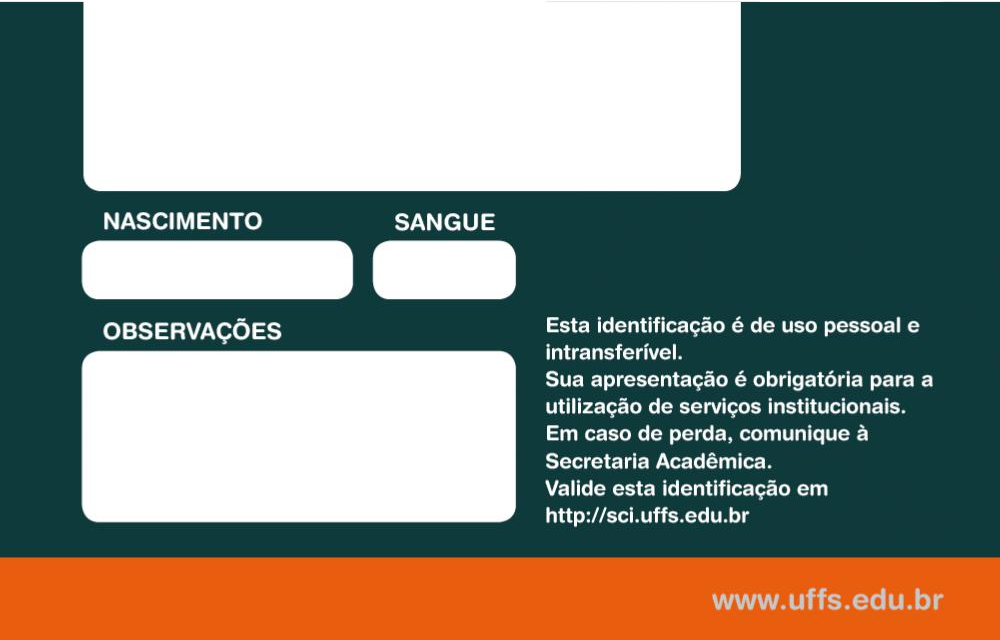 NASCIMENTO
SANGUE
OBSERVAÇÕES
Esta identificação é de uso pessoal e
intransferível.
Sua apresentação é obrigatória para a
utilização de serviços institucionais.
Em caso de perda, comunique à
Secretaria Acadêmica.
Valide esta identificação em
http://sci.uffs.edu.br
www.uffs.edu.br